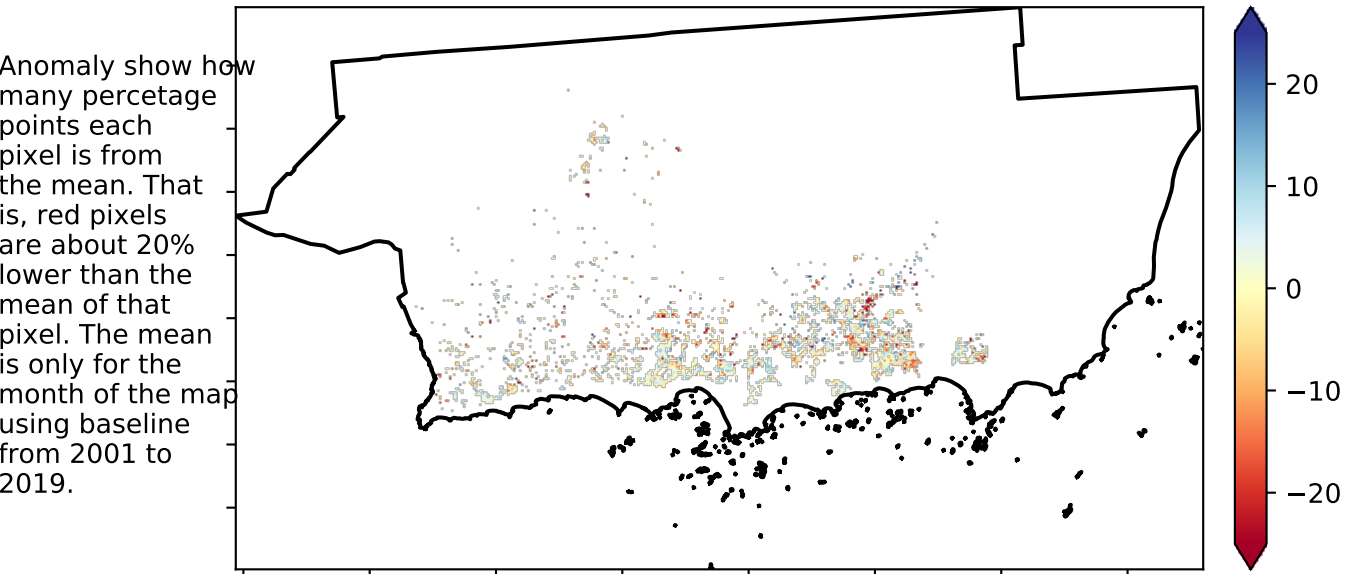 Anomaly show how
many percetage
points each
pixel is from
the mean. That
is, red pixels
are about 20%
lower than the
mean of that
pixel. The mean
is only for the
month of the map
using baseline
from 2001 to
2019.
20
10
0
−10
−20